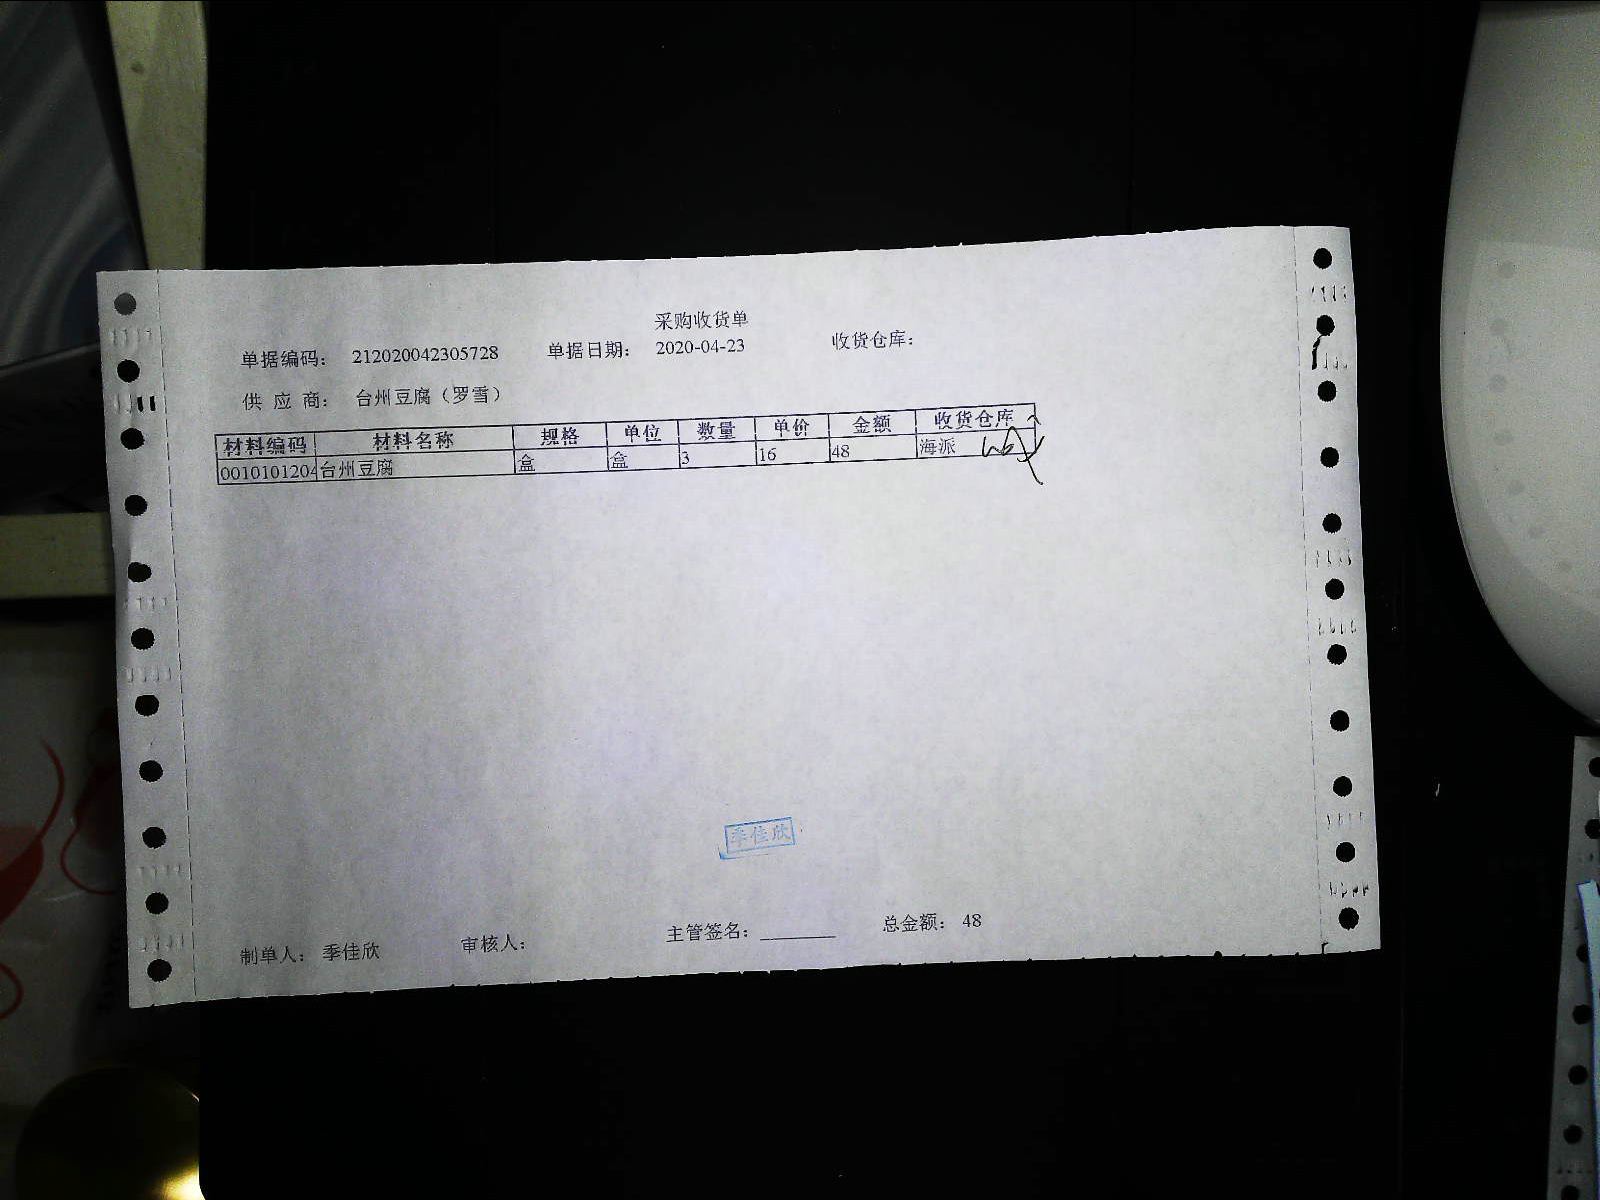 采购收货单
单据编码： 212020042305728 单据日期： 2020-04-23 收货仓库：
供 应 商： 台州豆腐（罗雪）
材料编码 材料名称 规格 单位 数量 单价 金额 收货仓库
0010101204 台州豆腐 盒 盒 3 16 48 海派
季佳欣
制单人： 季佳欣 审核人： 主管签名：________ 总金额： 48